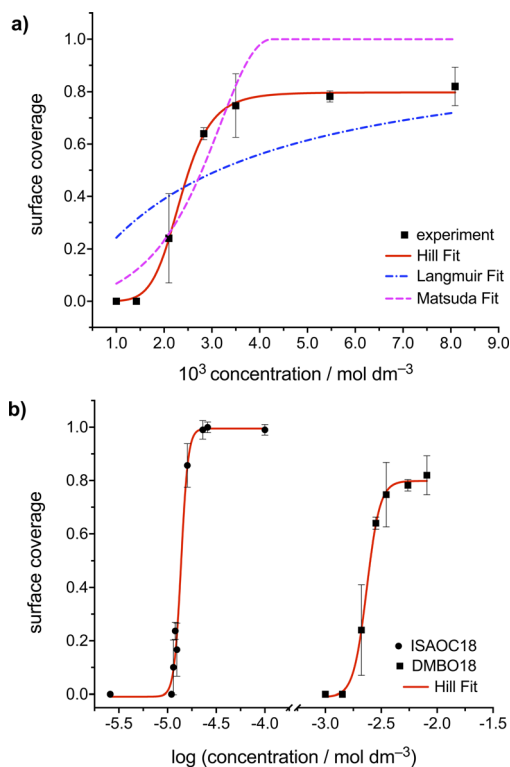 a)
1.0
0.8
0.6
0.4
0.2
0.0
surface coverage
experiment
Hill Fit
Langmuir Fit
Matsuda Fit
1.0 2.0 3.0 4.0 5.0 6.0 7.0 8.0 9.0
10³ concentration / mol dm⁻³
b)
1.0
0.8
0.6
0.4
0.2
0.0
surface coverage
ISAOC18
DMBO18
Hill Fit
-5.5 -5.0 -4.5 -4.0 -3.0 -2.5 -2.0 -1.5
log (concentration / mol dm⁻³)